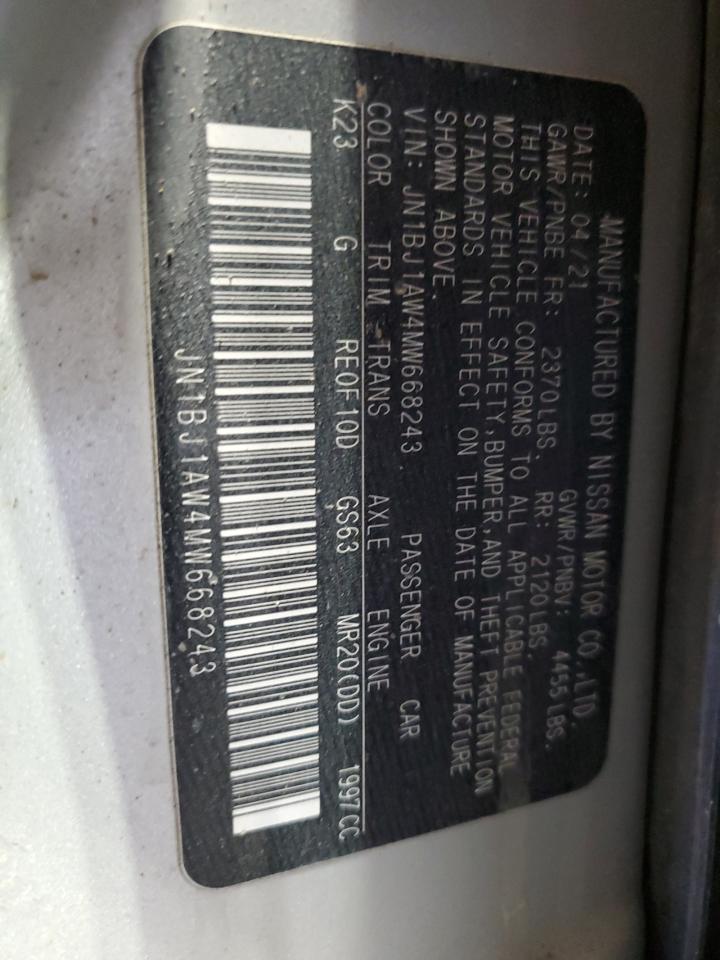 MANUFACTURED BY NISSAN MOTOR CO.,LTD.
DATE: 04/21 GVWR/PNBV: 4455LBS.
GAWR/PNBE FR: 2370LBS. RR: 2120LBS.
THIS VEHICLE CONFORMS TO ALL APPLICABLE FEDERAL
MOTOR VEHICLE SAFETY,BUMPER,AND THEFT PREVENTION
STANDARDS IN EFFECT ON THE DATE OF MANUFACTURE
SHOWN ABOVE.
VIN: JN1BJ1AW4MW668243 PASSENGER CAR
COLOR TRIM TRANS AXLE ENGINE
K23 G RE0F10D GS63 MR20(DD) 1997CC
JN1BJ1AW4MW668243